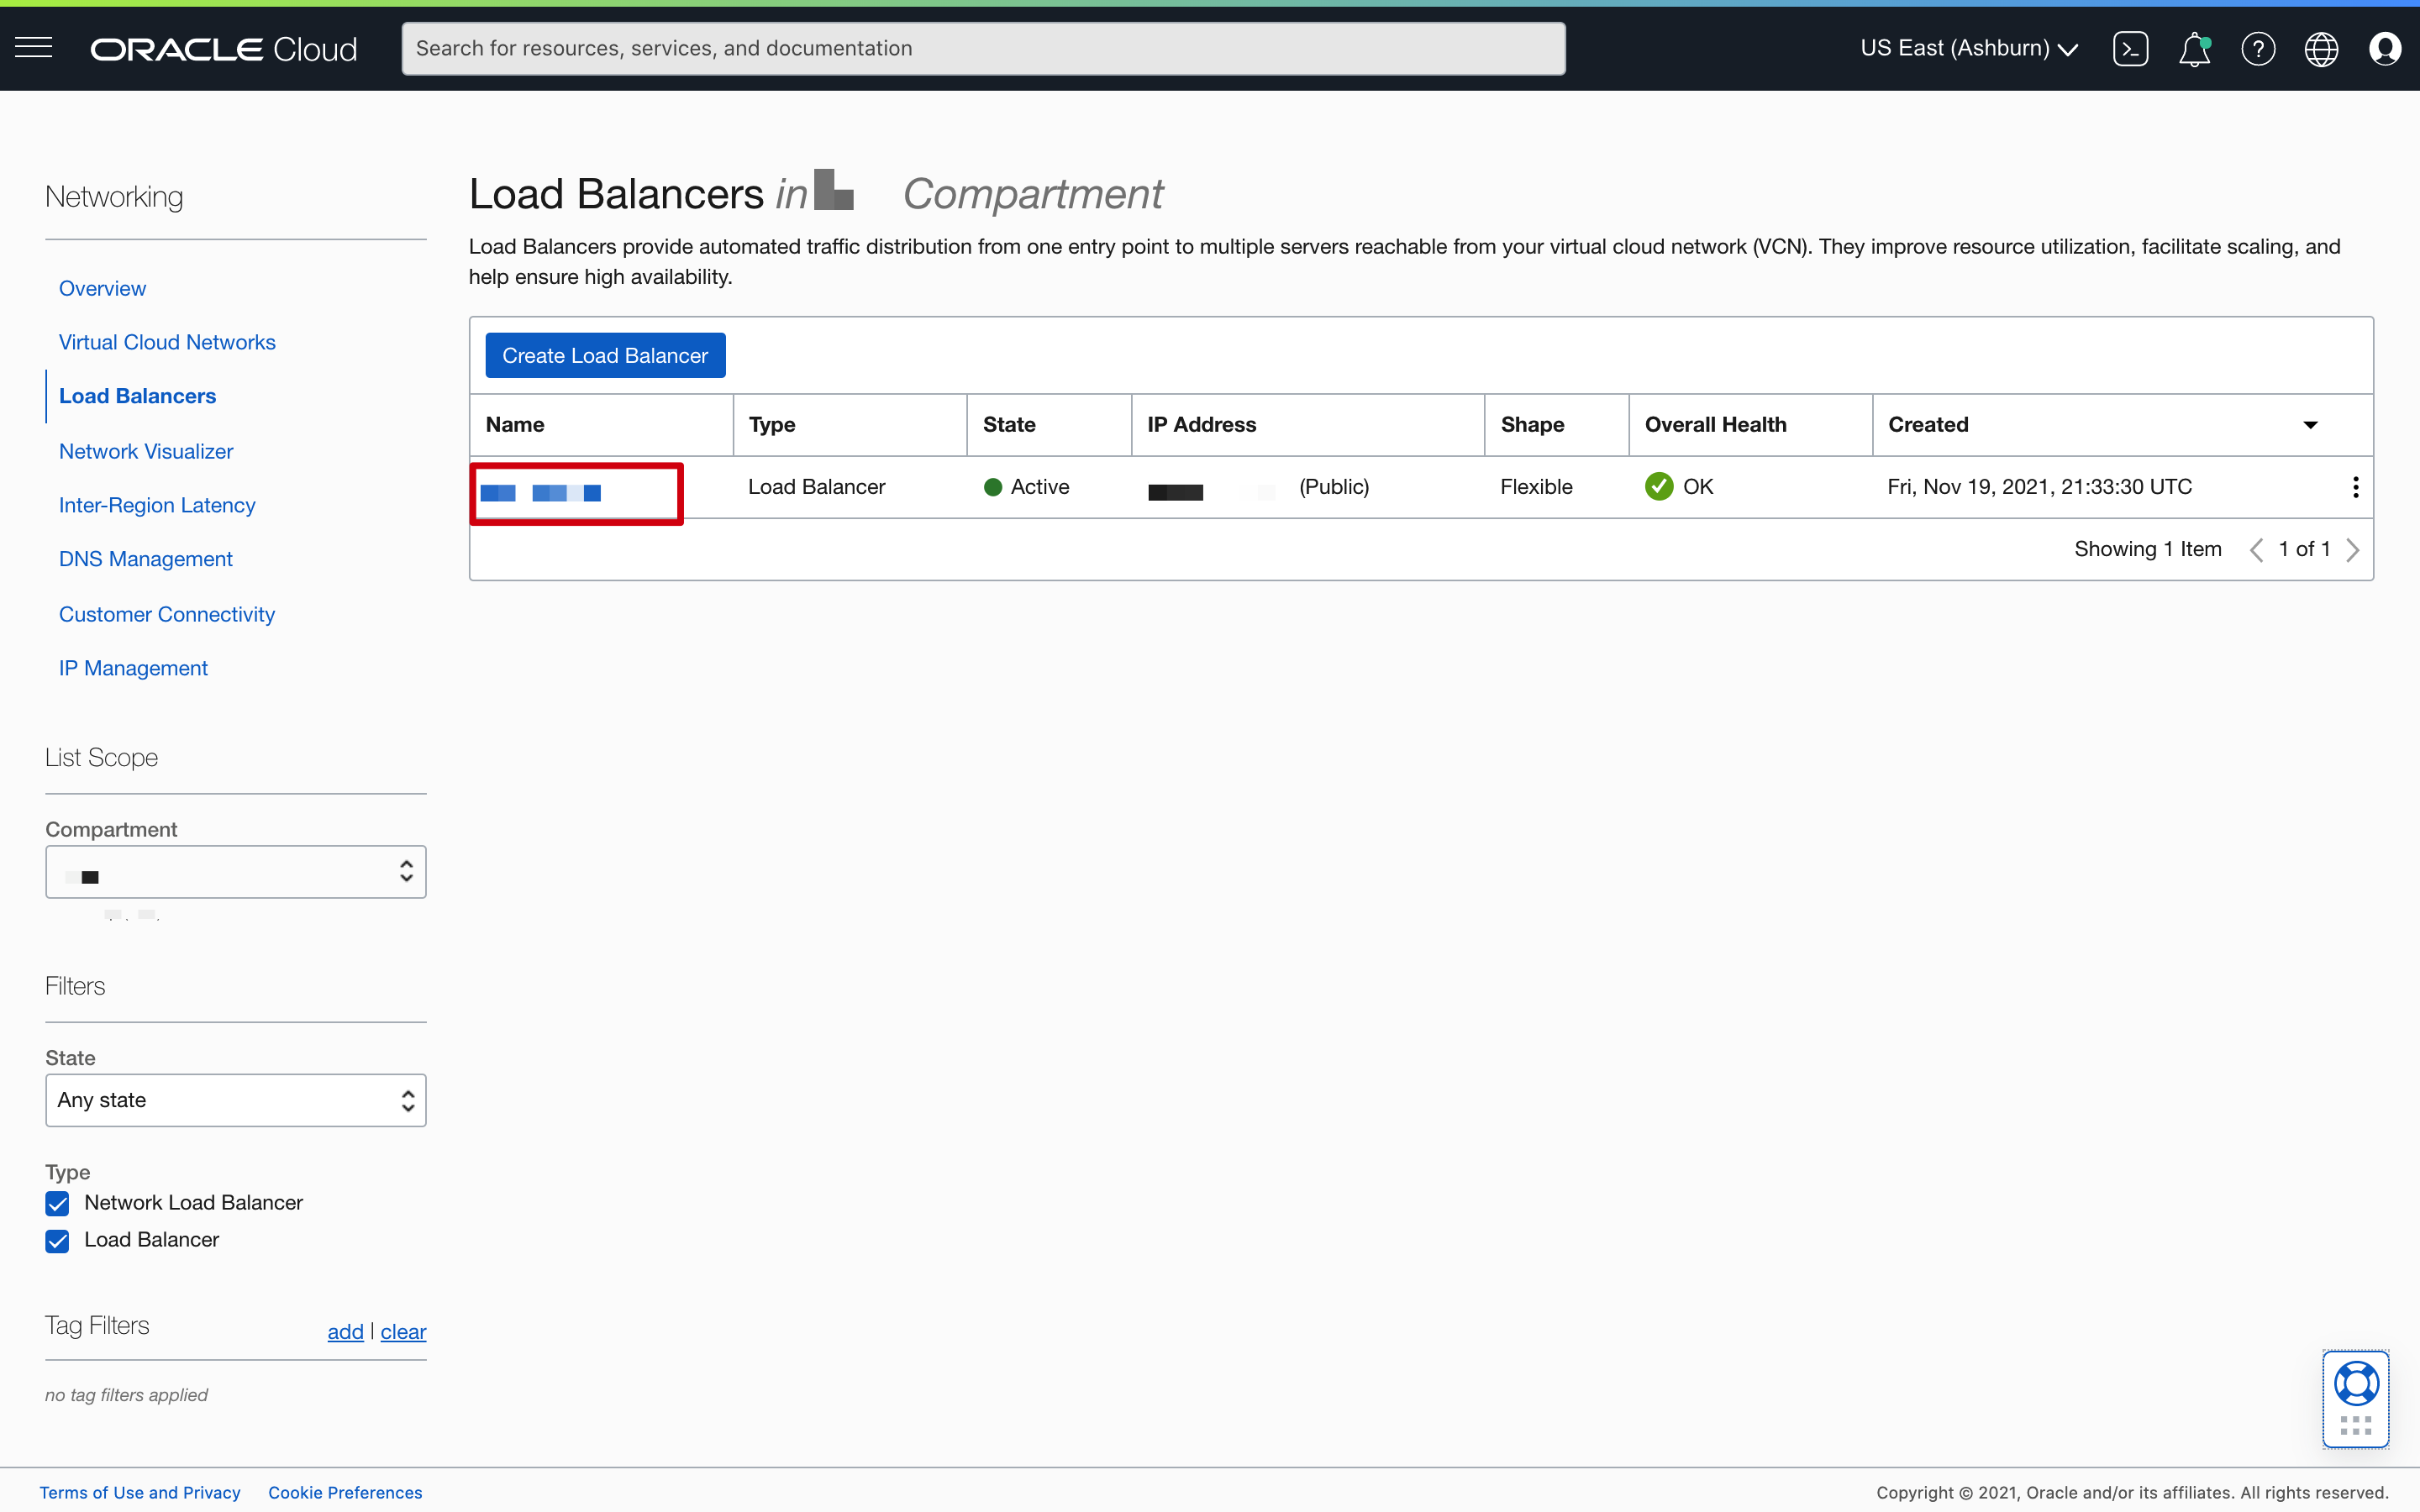 ORACLE Cloud
Search for resources, services, and documentation
US East (Ashburn)
Networking
Overview
Virtual Cloud Networks
Load Balancers
Network Visualizer
Inter-Region Latency
DNS Management
Customer Connectivity
IP Management
List Scope
Compartment
Filters
State
Any state
Type
Network Load Balancer
Load Balancer
Tag Filters
add | clear
no tag filters applied
Load Balancers in Compartment
Load Balancers provide automated traffic distribution from one entry point to multiple servers reachable from your virtual cloud network (VCN). They improve resource utilization, facilitate scaling, and
help ensure high availability.
Create Load Balancer
Name Type State IP Address Shape Overall Health Created
Load Balancer Active (Public) Flexible OK Fri, Nov 19, 2021, 21:33:30 UTC
Showing 1 Item 1 of 1
Terms of Use and Privacy Cookie Preferences
Copyright © 2021, Oracle and/or its affiliates. All rights reserved.